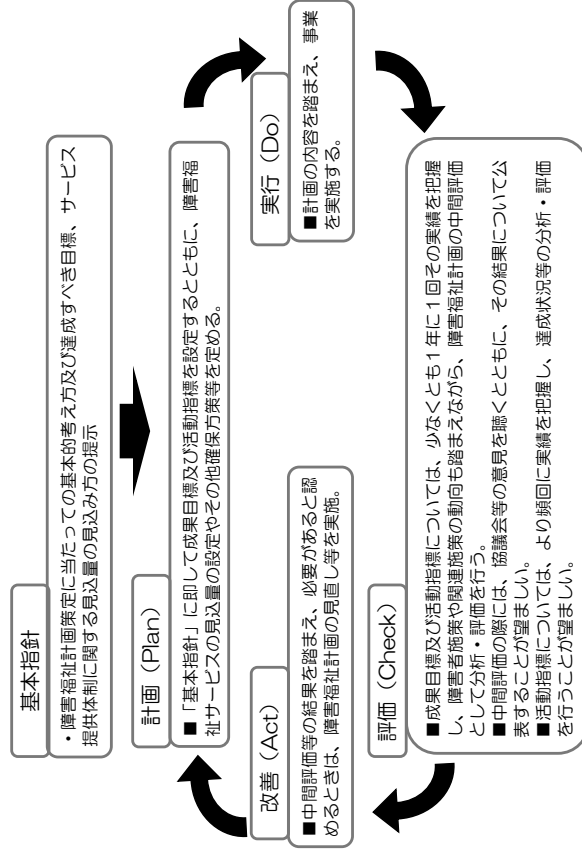 基本指針
・障害福祉計画策定に当たっての基本的考え方及び達成すべき目標、サービス
提供体制に関する見込量の見込み方の提示
計画（Plan）
■「基本指針」に即して成果目標及び活動指標を設定するとともに、障害福
祉サービスの見込量の設定やその他確保方策等を定める。
実行（Do）
■計画の内容を踏まえ、事業
を実施する。
評価（Check）
■成果目標及び活動指標については、少なくとも１年に１回その実績を把握
し、障害者施策や関連施策の動向も踏まえながら、障害福祉計画の中間評価
として分析・評価を行う。
■中間評価の際には、協議会等の意見を聴くとともに、その結果について公
表することが望ましい。
■活動指標については、より頻回に実績を把握し、達成状況等の分析・評価
を行うことが望ましい。
改善（Act）
■中間評価等の結果を踏まえ、必要があると認
めるときは、障害福祉計画の見直し等を実施。